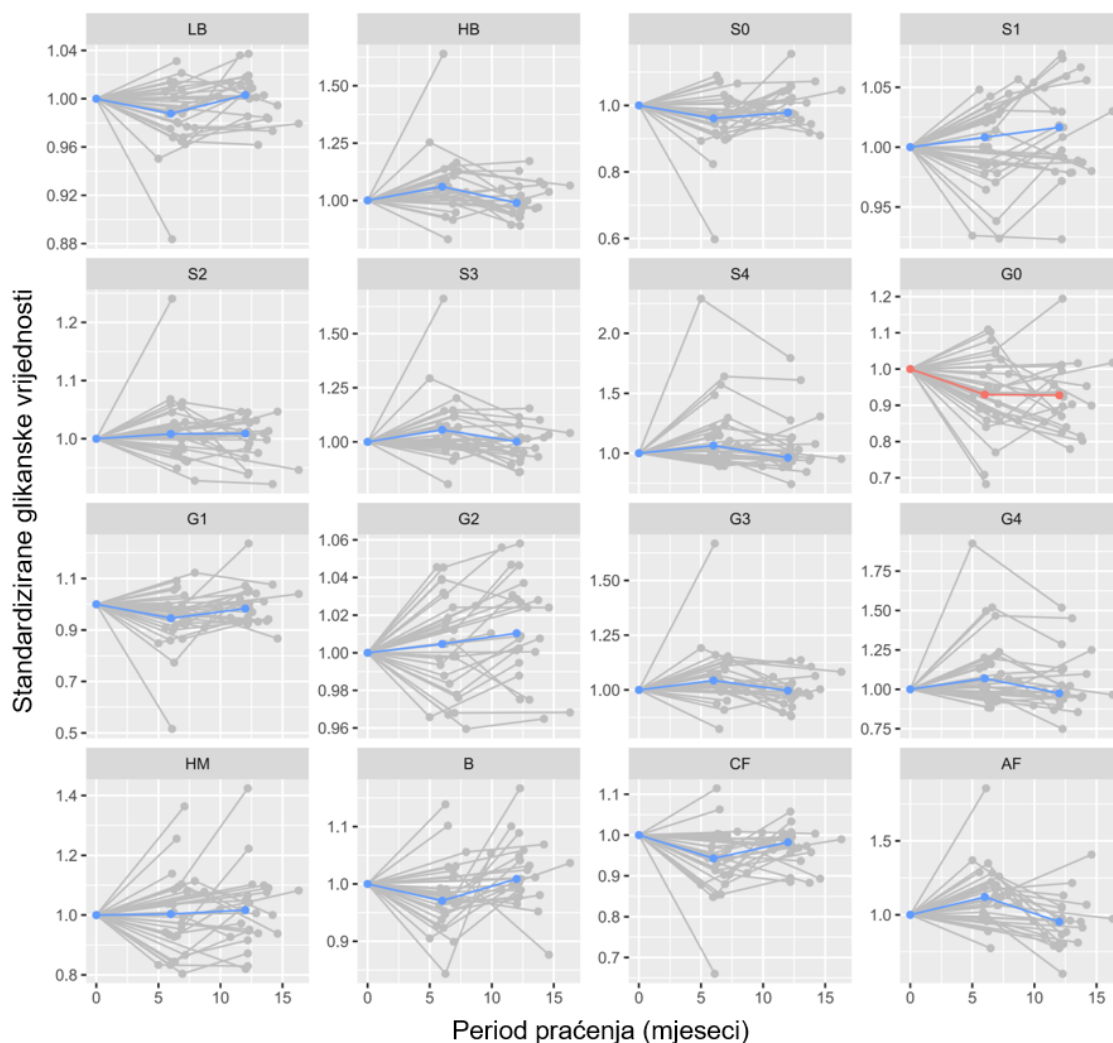 Standardizirane glikanske vrijednosti
LB
1.04
1.00
0.96
0.92
0.88
HB
1.50
1.25
1.00
S0
1.0
0.8
0.6
S1
1.05
1.00
0.95
S2
1.2
1.1
1.0
S3
1.50
1.25
1.00
S4
2.0
1.5
1.0
G0
1.2
1.1
1.0
0.9
0.8
0.7
G1
1.1
0.9
0.7
0.5
G2
1.06
1.04
1.02
1.00
0.98
0.96
G3
1.50
1.25
1.00
G4
1.75
1.50
1.25
1.00
0.75
HM
1.4
1.2
1.0
0.8
0 5 10 15
B
1.1
1.0
0.9
0 5 10 15
CF
1.1
1.0
0.9
0.8
0.7
0 5 10 15
AF
1.5
1.0
0 5 10 15
Period praćenja (mjeseci)